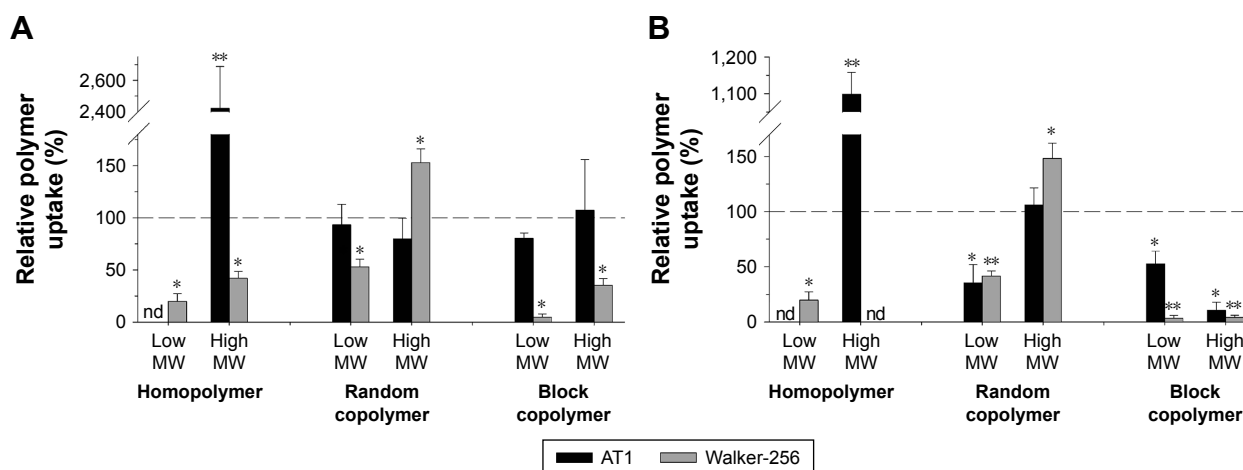 A
Relative polymer
uptake (%)
2,600
2,400
150
100
50
0
**
nd
*
*
*
*
*
*
Low
MW
High
MW
Low
MW
High
MW
Low
MW
High
MW
Homopolymer
Random
copolymer
Block
copolymer
B
Relative polymer
uptake (%)
1,200
1,100
150
100
50
0
nd
*
**
nd
*
**
*
*
**
*
**
Low
MW
High
MW
Low
MW
High
MW
Low
MW
High
MW
Homopolymer
Random
copolymer
Block
copolymer
AT1
Walker-256